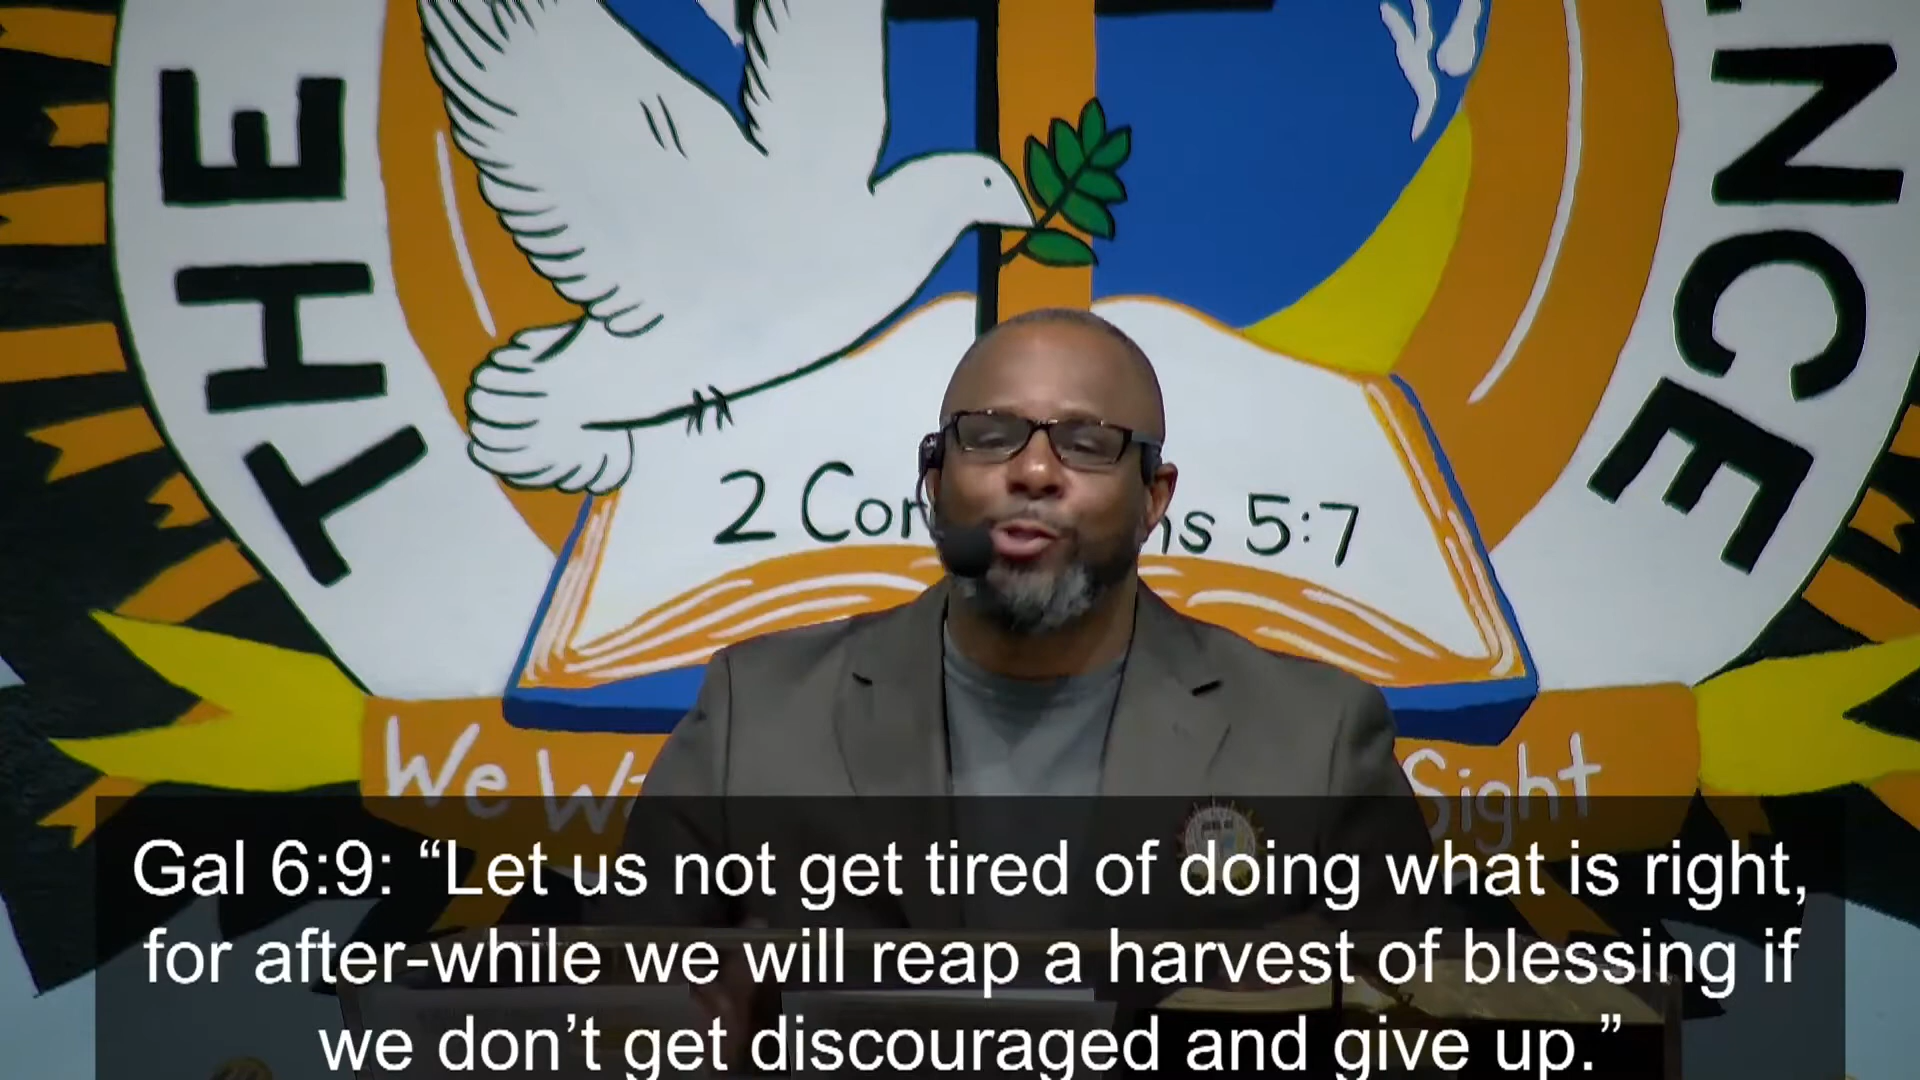 THE
NCE
2 Cor ns 5:7
We W Sight
Gal 6:9: “Let us not get tired of doing what is right,
for after-while we will reap a harvest of blessing if
we don’t get discouraged and give up.”